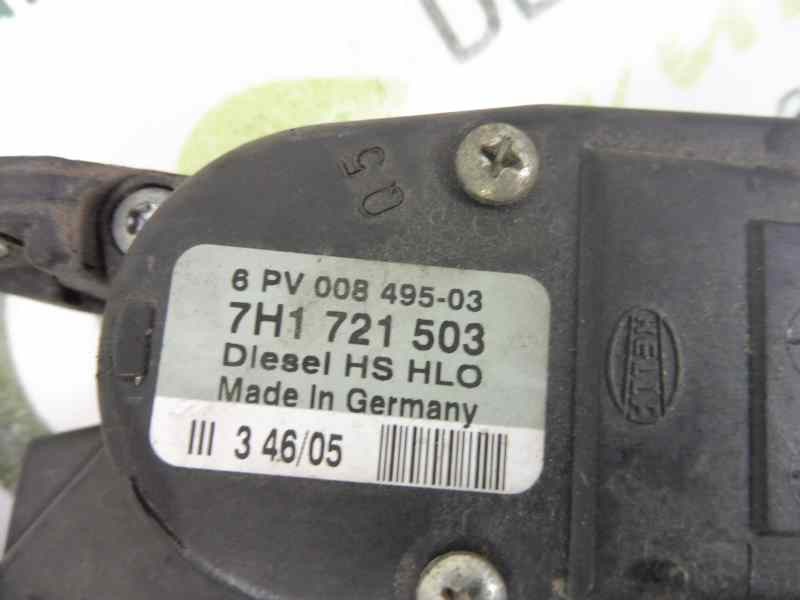 50
6 PV 008 495-03
7H1 721 503
Diesel HS HLO
Made in Germany
III 3 46/05
HELLA